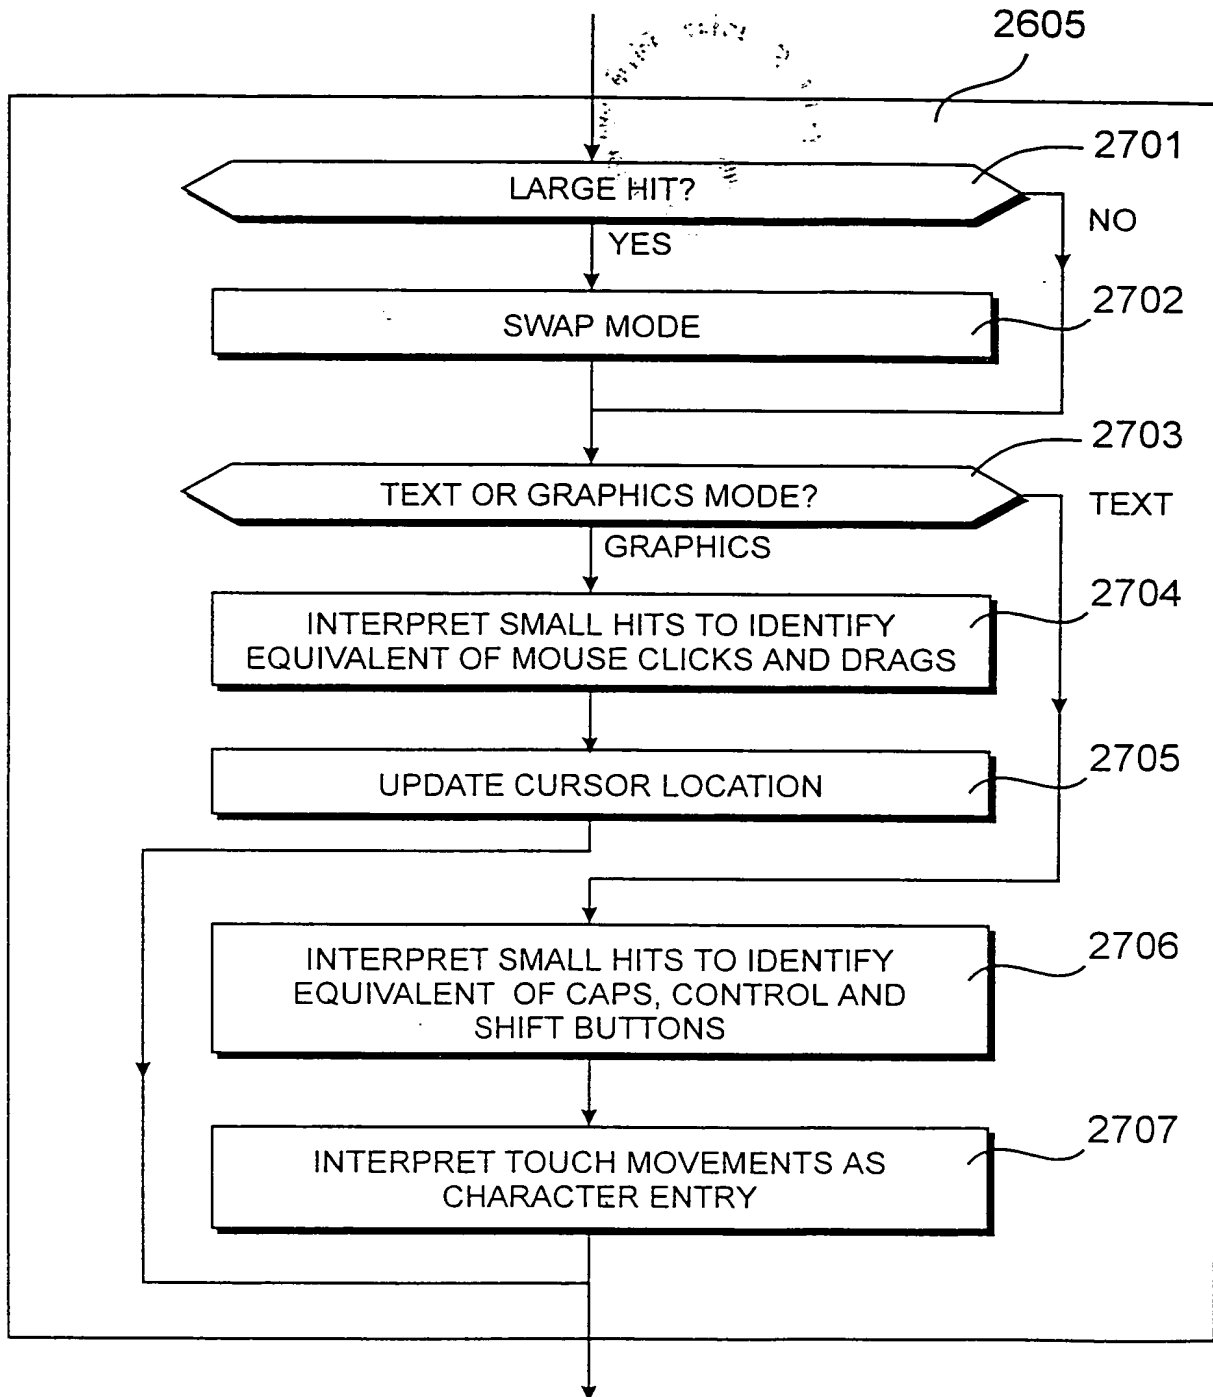 2605
2701
LARGE HIT?
NO
YES
2702
SWAP MODE
2703
TEXT OR GRAPHICS MODE?
TEXT
GRAPHICS
2704
INTERPRET SMALL HITS TO IDENTIFY
EQUIVALENT OF MOUSE CLICKS AND DRAGS
2705
UPDATE CURSOR LOCATION
2706
INTERPRET SMALL HITS TO IDENTIFY
EQUIVALENT OF CAPS, CONTROL AND
SHIFT BUTTONS
2707
INTERPRET TOUCH MOVEMENTS AS
CHARACTER ENTRY